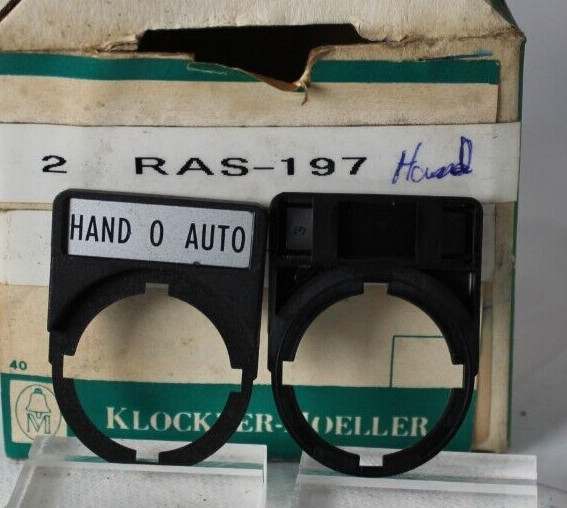 2 RAS-197 Hand
HAND 0 AUTO
40
M
KLOCKNER-MOELLER